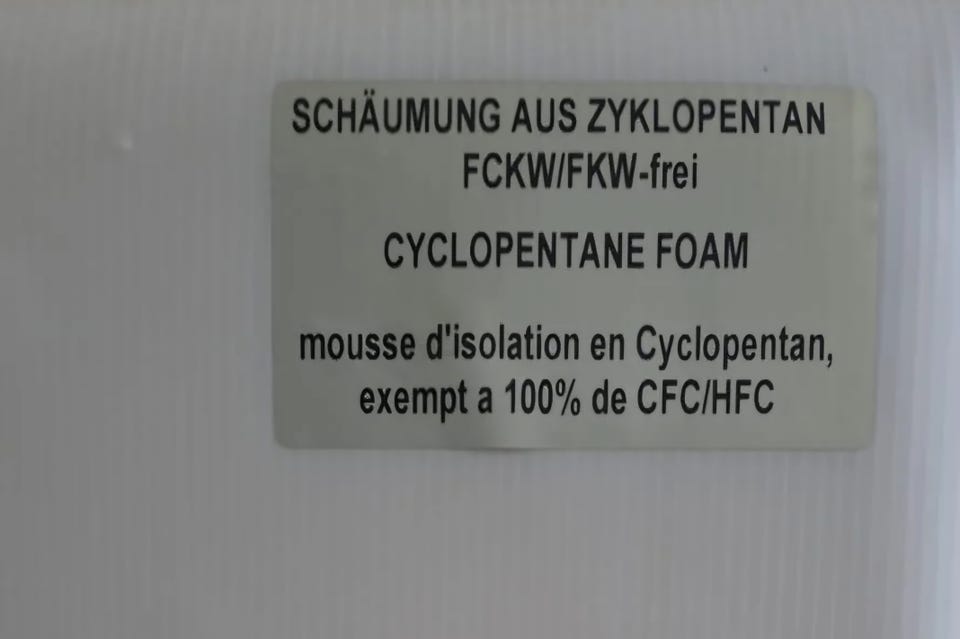 SCHÄUMUNG AUS ZYKLOPENTAN
FCKW/FKW-frei
CYCLOPENTANE FOAM
mousse d'isolation en Cyclopentan,
exempt a 100% de CFC/HFC